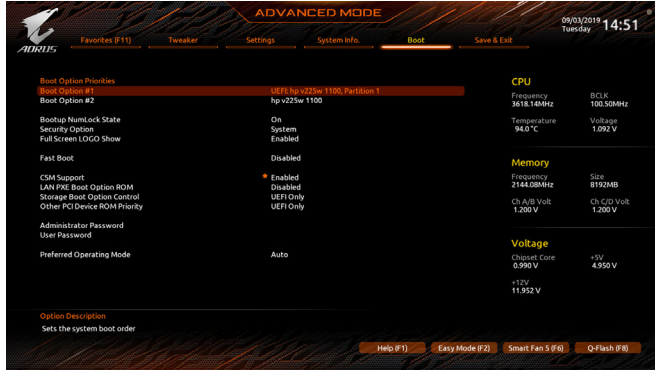 ADVANCED MODE
09/03/2019 14:51
Tuesday
AORUS
Favorites (F11) Tweaker Settings System Info. Boot Save & Exit
Boot Option Priorities
Boot Option #1 UEFI: hp v225w 1100, Partition 1
Boot Option #2 hp v225w 1100
Bootup NumLock State On
Security Option System
Full Screen LOGO Show Enabled
Fast Boot Disabled
CSM Support * Enabled
LAN PXE Boot Option ROM Disabled
Storage Boot Option Control UEFI Only
Other PCI Device ROM Priority UEFI Only
Administrator Password
User Password
Preferred Operating Mode Auto
CPU
Frequency BCLK
3618.14MHz 100.50MHz
Temperature Voltage
94.0 °C 1.092 V
Memory
Frequency Size
2144.08MHz 8192MB
Ch A/B Volt Ch C/D Volt
1.200 V 1.200 V
Voltage
Chipset Core +5V
0.990 V 4.950 V
+12V
11.952 V
Option Description
Sets the system boot order
Help (F1) Easy Mode (F2) Smart Fan 5 (F6) Q-Flash (F8)